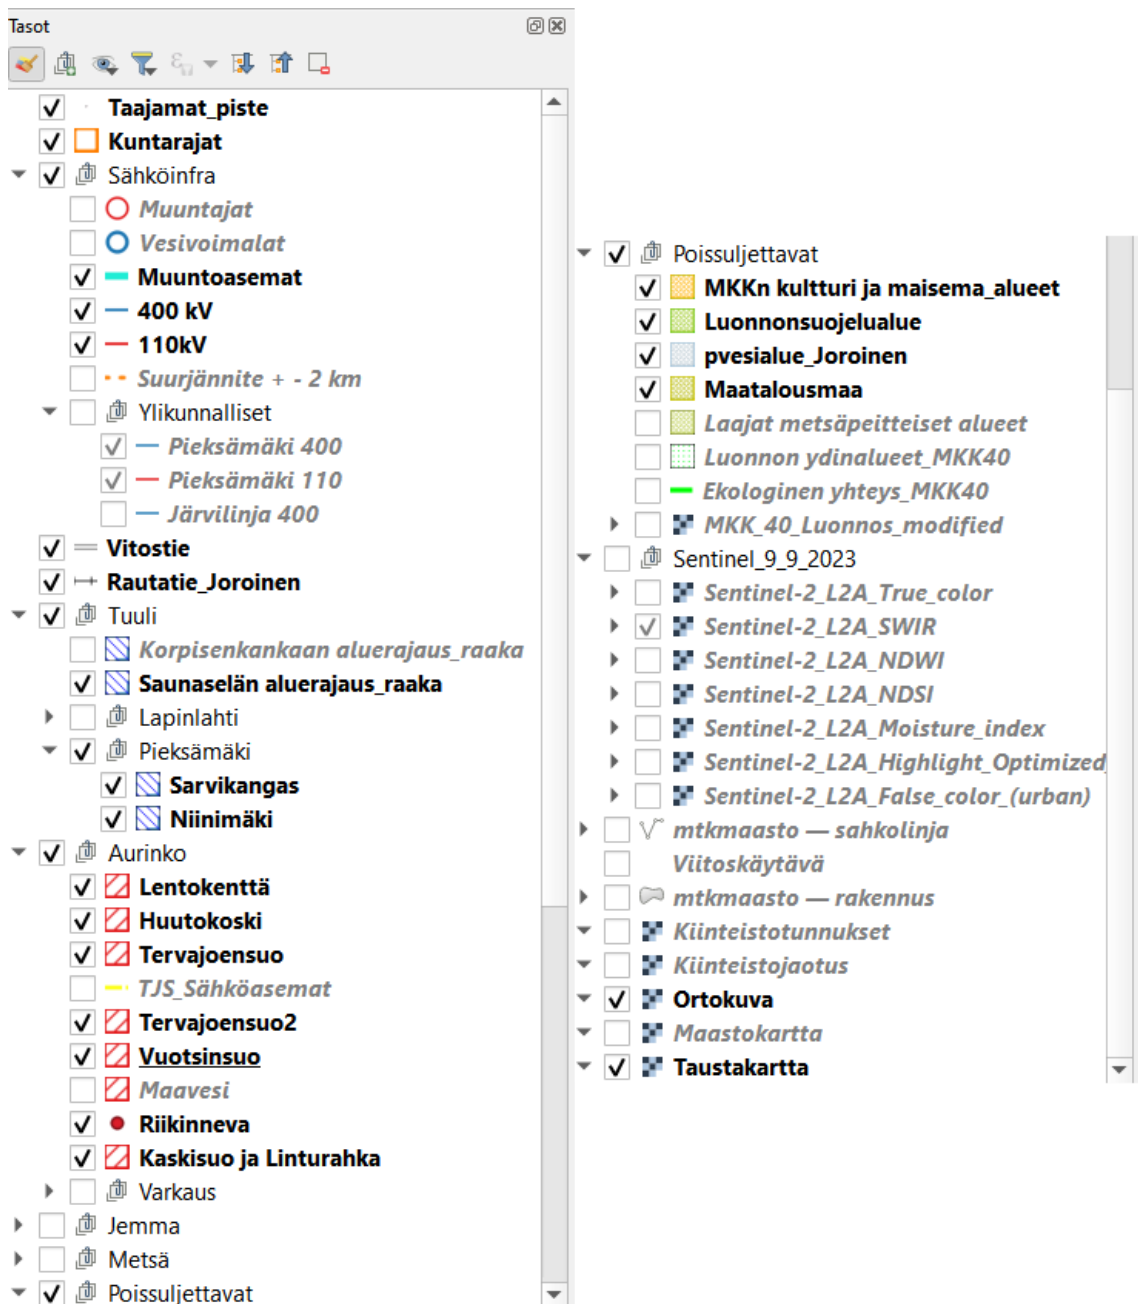 Tasot
Taajamat_piste
Kuntarajat
Sähköinfra
Muuntajat
Vesivoimalat
Muuntoasemat
400 kV
110kV
Suurjännite + - 2 km
Ylikunnalliset
Pieksämäki 400
Pieksämäki 110
Järvilinja 400
Vitostie
Rautatie_Joroinen
Tuuli
Korpisenkankaan aluerajaus_raaka
Saunaselän aluerajaus_raaka
Lapinlahti
Pieksämäki
Sarvikangas
Niinimäki
Aurinko
Lentokenttä
Huutokoski
Tervajoensuo
TJS_Sähköasemat
Tervajoensuo2
Vuotsinsuo
Maavesi
Riikinneva
Kaskisuo ja Linturahka
Varkaus
Jemma
Metsä
Poissuljettavat
Poissuljettavat
MKKn kultturi ja maisema_alueet
Luonnonsuojelualue
pvesialue_Joroinen
Maatalousmaa
Laajat metsäpeitteiset alueet
Luonnon ydinalueet_MKK40
Ekologinen yhteys_MKK40
MKK_40_Luonnos_modified
Sentinel_9_9_2023
Sentinel-2_L2A_True_color
Sentinel-2_L2A_SWIR
Sentinel-2_L2A_NDWI
Sentinel-2_L2A_NDSI
Sentinel-2_L2A_Moisture_index
Sentinel-2_L2A_Highlight_Optimized_
Sentinel-2_L2A_False_color_(urban)
mtkmaasto — sahkolinja
Viitoskäytävä
mtkmaasto — rakennus
Kiinteistotunnukset
Kiinteistojaotus
Ortokuva
Maastokartta
Taustakartta